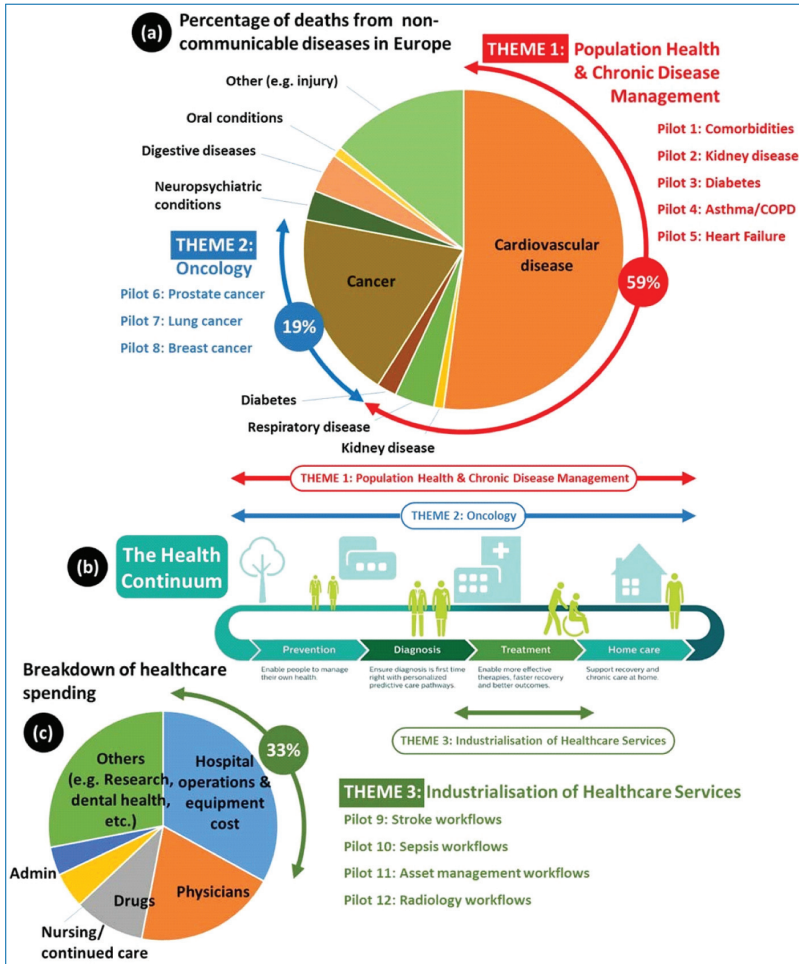 (a)
Percentage of deaths from non-
communicable diseases in Europe
THEME 1: Population Health
& Chronic Disease
Management
Pilot 1: Comorbidities
Pilot 2: Kidney disease
Pilot 3: Diabetes
Pilot 4: Asthma/COPD
Pilot 5: Heart Failure
Other (e.g. injury)
Oral conditions
Digestive diseases
Neuropsychiatric
conditions
THEME 2:
Oncology
Pilot 6: Prostate cancer
Pilot 7: Lung cancer
Pilot 8: Breast cancer
19%
Cancer
Cardiovascular
disease
59%
Diabetes
Respiratory disease
Kidney disease
THEME 1: Population Health & Chronic Disease Management
THEME 2: Oncology
(b)
The Health
Continuum
Prevention
Diagnosis
Treatment
Home care
Enable people to manage
their own health
Ensure diagnosis is first time
right with personalized
predictive care pathways.
Enable more effective
therapies, faster recovery
and better outcomes.
Support recovery and
chronic care at home.
THEME 3: Industrialisation of Healthcare Services
Breakdown of healthcare
spending
(c)
33%
Others
(e.g. Research,
dental health,
etc.)
Hospital
operations &
equipment
cost
Admin
Drugs
Physicians
Nursing/
continued care
THEME 3: Industrialisation of Healthcare Services
Pilot 9: Stroke workflows
Pilot 10: Sepsis workflows
Pilot 11: Asset management workflows
Pilot 12: Radiology workflows